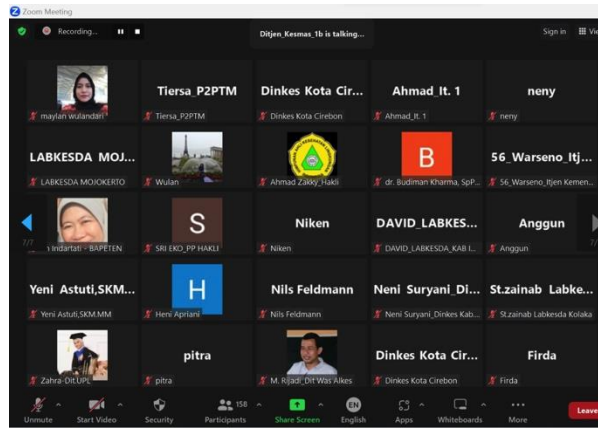 Zoom Meeting
Recording...
Ditjen_Kesmas_1b is talking...
Sign in
maylan wulandari
Tiersa_P2PTM
Tiersa_P2PTM
Dinkes Kota Cir...
Dinkes Kota Cirebon
Ahmad_It. 1
Ahmad_It. 1
neny
neny
LABKESDA MOJ...
LABKESDA MOJOKERTO
Wulan
Ahmad Zakky_Hakli
B
dr. Budiman Kharma, SpP...
56_Warseno_Itj...
56_Warseno_Itjen Kemen...
7/7
Indartati - BAPETEN
S
SRI EKO_PP HAKLI
Niken
Niken
DAVID_LABKES...
DAVID_LABKESDA_KAB I...
Anggun
Anggun
Yeni Astuti,SKM...
Yeni Astuti,SKM.MM
H
Heni Apriani
Nils Feldmann
Nils Feldmann
Neni Suryani_Di...
Neni Suryani_Dinkes Kab...
St.zainab Labke...
St.zainab Labkesda Kolaka
Zahra-Dit.UPL
pitra
pitra
M. Rijadi_Dit Was Alkes
Dinkes Kota Cir...
Dinkes Kota Cirebon
Firda
Firda
Unmute
Start Video
Security
158
Participants
Share Screen
EN
English
Apps
Whiteboards
More
Leave